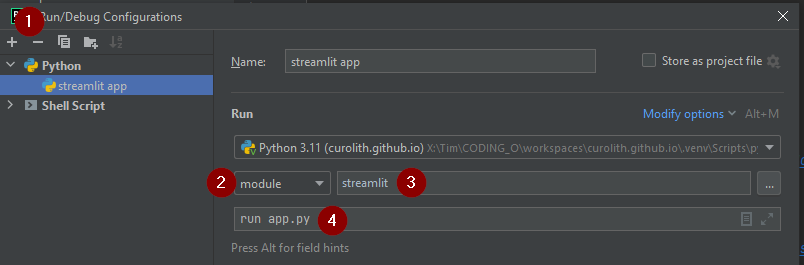 1
Run/Debug Configurations
Python
streamlit app
Shell Script
Name:
streamlit app
Store as project file
Run
Modify options
Alt+M
Python 3.11 (curolith.github.io) X:\Tim\CODING_O\workspaces\curolith.github.io\.venv\Scripts\p
2
module
streamlit
3
...
run app.py
4
Press Alt for field hints